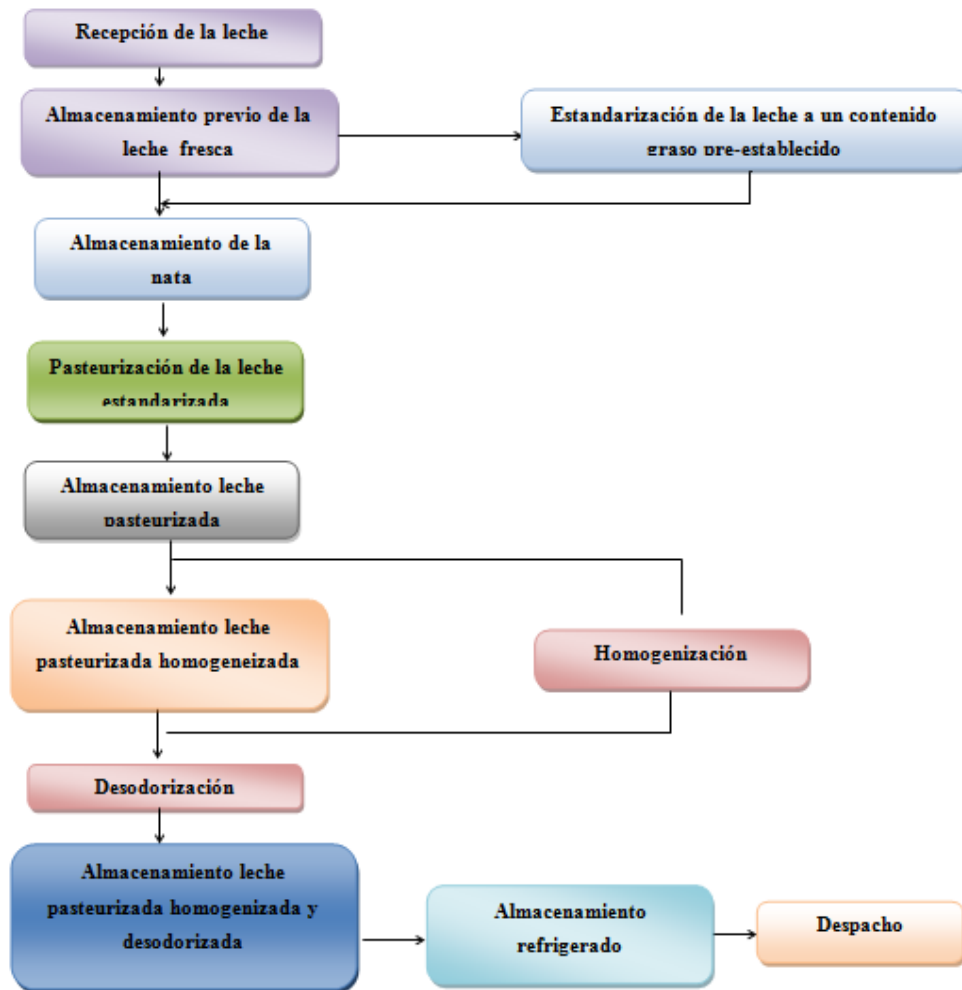 Recepción de la leche
Almacenamiento previo de la
leche fresca
Estandarización de la leche a un contenido
graso pre-establecido
Almacenamiento de la
nata
Pasteurización de la leche
estandarizada
Almacenamiento leche
pasteurizada
Almacenamiento leche
pasteurizada homogeneizada
Homogenización
Desodorización
Almacenamiento leche
pasteurizada homogenizada y
desodorizada
Almacenamiento
refrigerado
Despacho